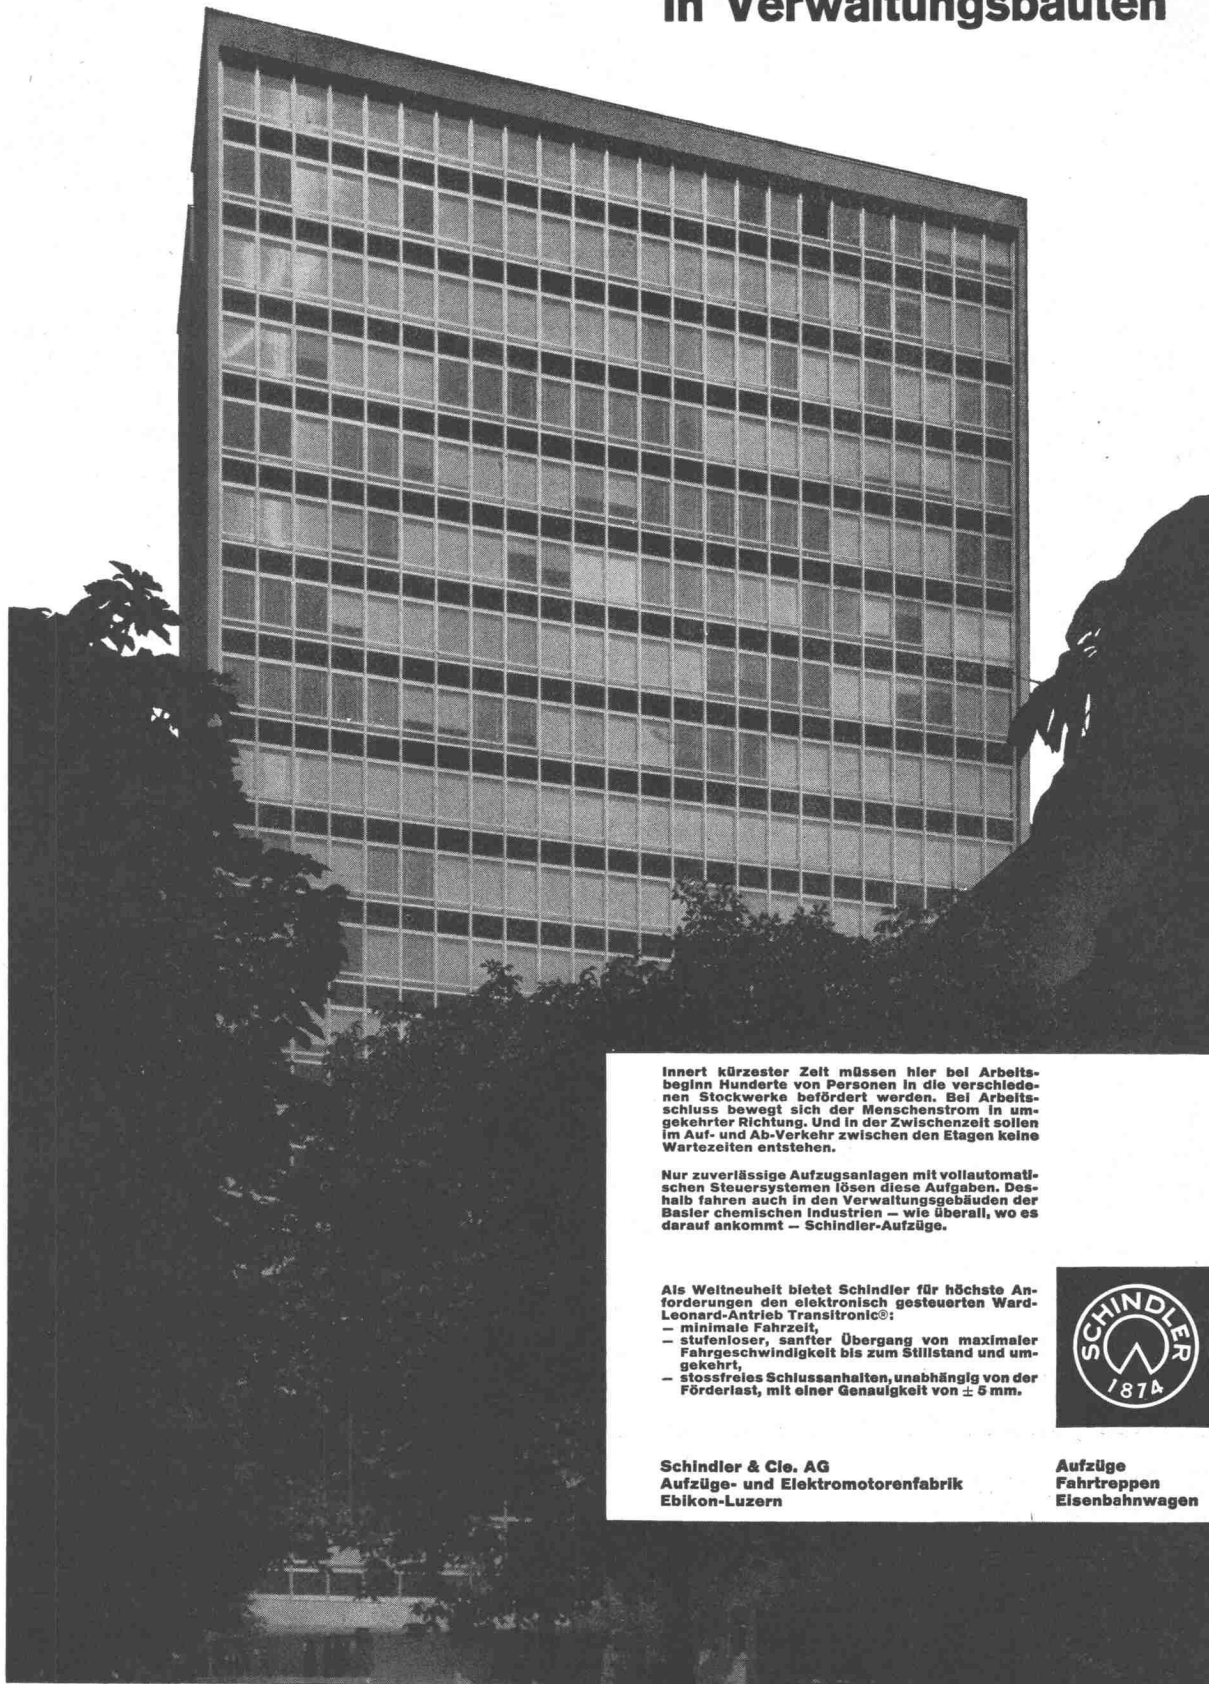 in Verwaltungsbauten
Innert kürzester Zeit müssen hier bei Arbeits-
beginn Hunderte von Personen in die verschiede-
nen Stockwerke befördert werden. Bei Arbeits-
schluss bewegt sich der Menschenstrom in um-
gekehrter Richtung. Und in der Zwischenzeit sollen
im Auf- und Ab-Verkehr zwischen den Etagen keine
Wartezeiten entstehen.
Nur zuverlässige Aufzugsanlagen mit vollautomati-
schen Steuersystemen lösen diese Aufgaben. Des-
halb fahren auch in den Verwaltungsgebäuden der
Basler chemischen Industrien – wie überall, wo es
darauf ankommt – Schindler-Aufzüge.
Als Weltneuheit bietet Schindler für höchste An-
forderungen den elektronisch gesteuerten Ward-
Leonard-Antrieb Transitronic®:
– minimale Fahrzeit,
– stufenloser, sanfter Übergang von maximaler
Fahrgeschwindigkeit bis zum Stillstand und um-
gekehrt,
– stossfreies Schlussanhalten, unabhängig von der
Förderlast, mit einer Genauigkeit von ± 5 mm.
SCHINDLER
1874
Schindler & Cie. AG
Aufzüge- und Elektromotorenfabrik
Ebikon-Luzern
Aufzüge
Fahrtreppen
Eisenbahnwagen